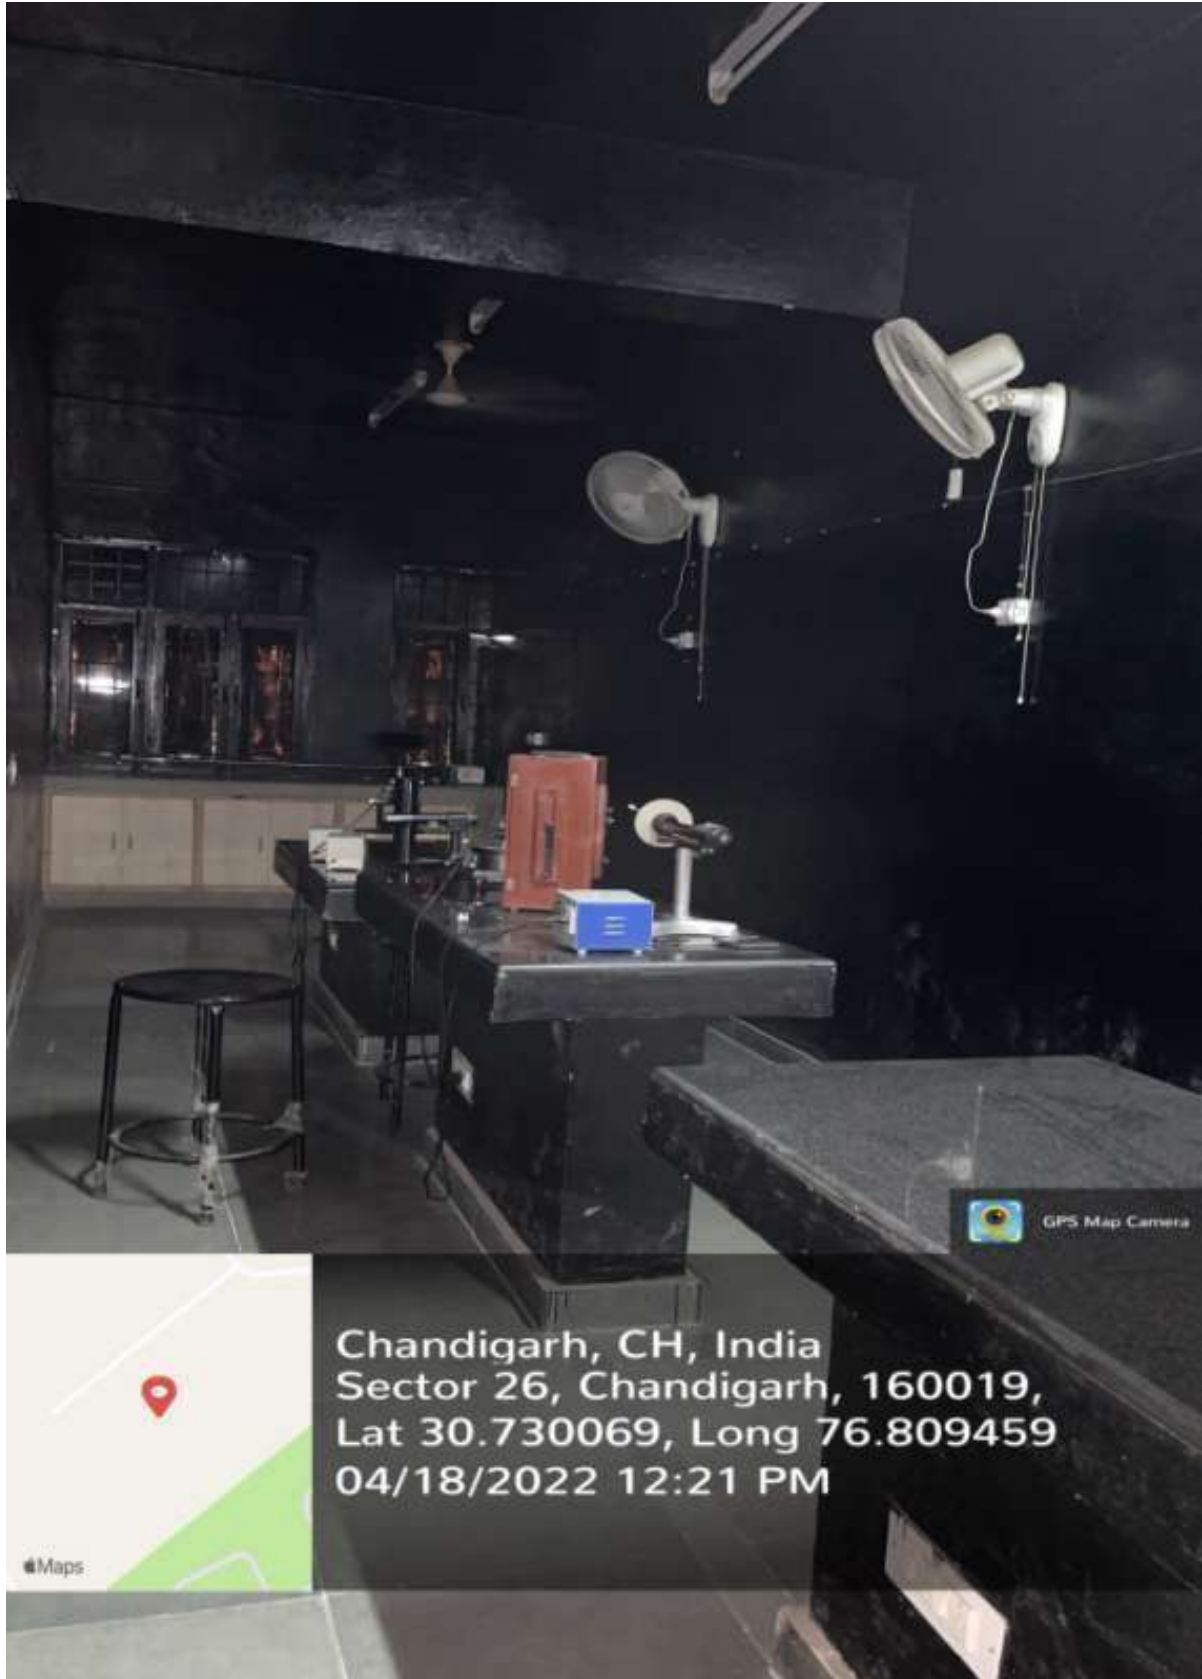 GPS Map Camera
Chandigarh, CH, India
Sector 26, Chandigarh, 160019,
Lat 30.730069, Long 76.809459
04/18/2022 12:21 PM
Maps